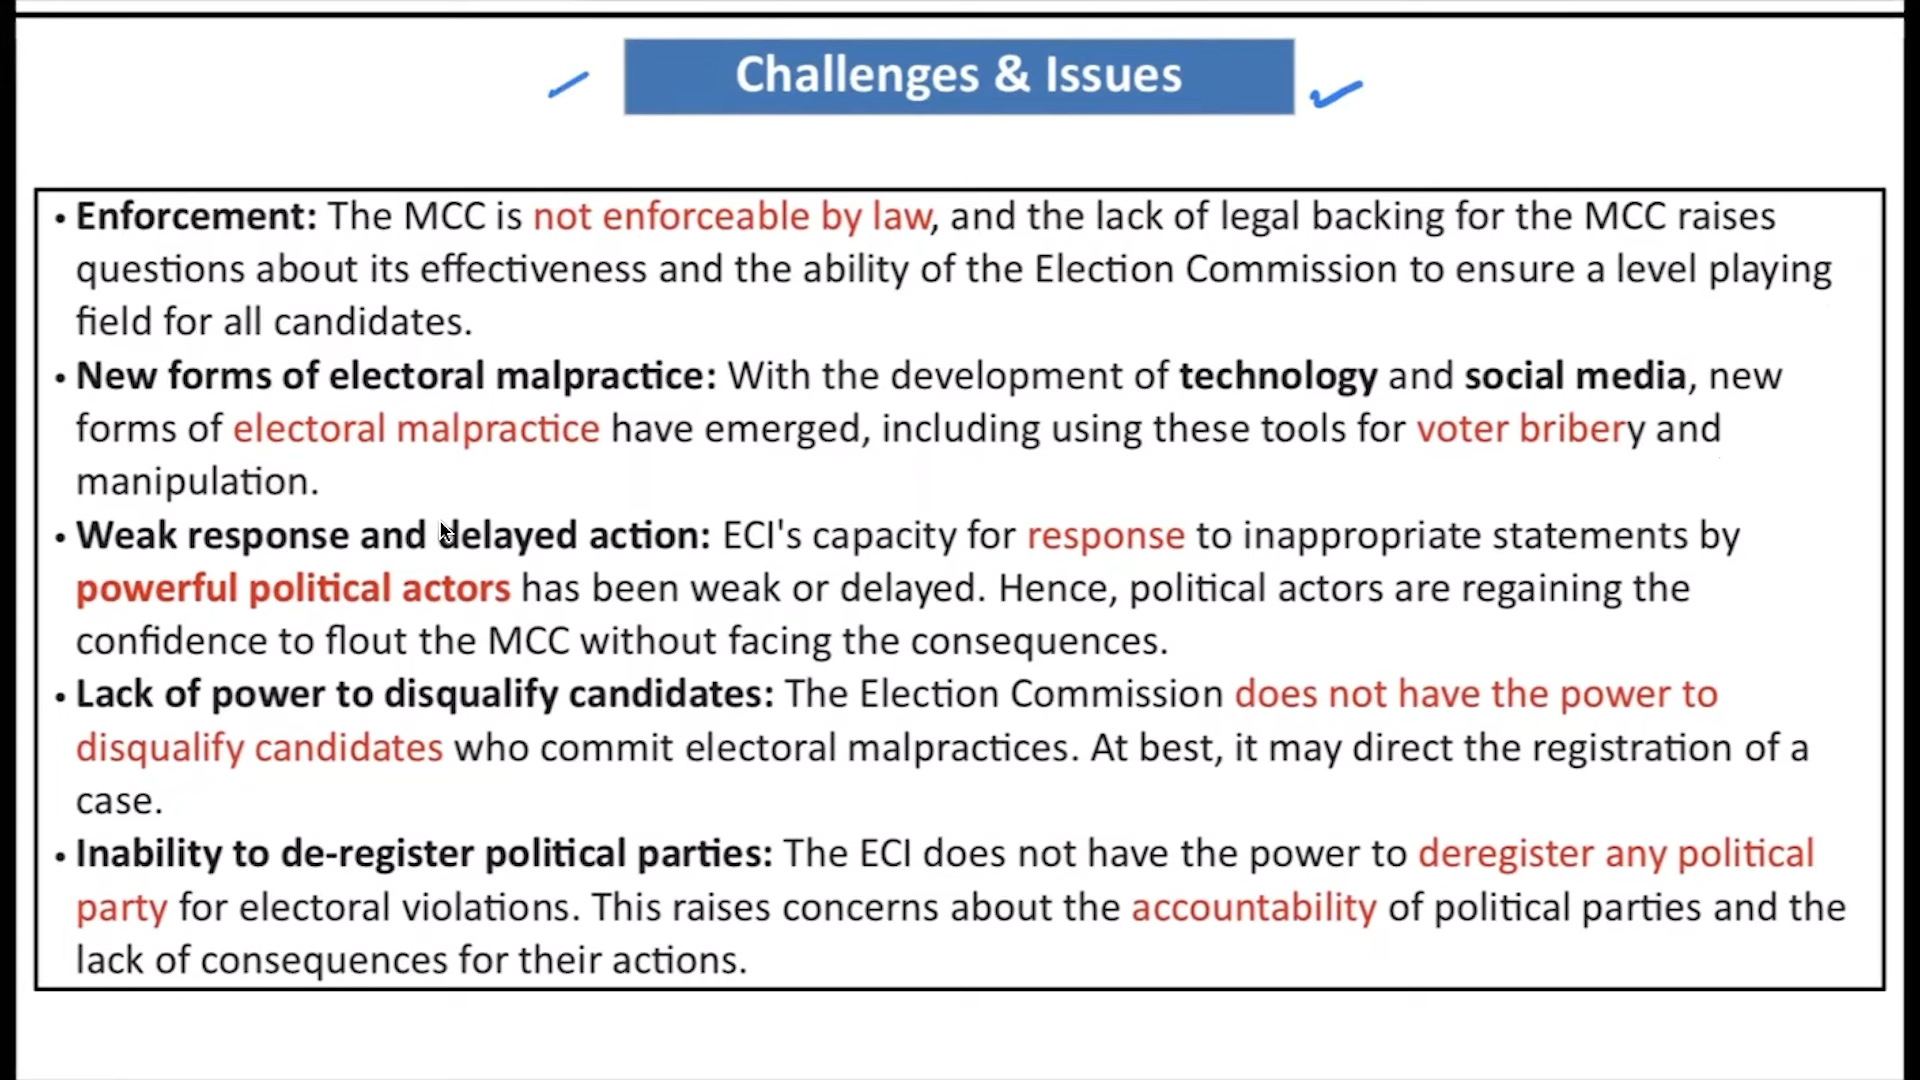 Challenges & Issues
• Enforcement: The MCC is not enforceable by law, and the lack of legal backing for the MCC raises
questions about its effectiveness and the ability of the Election Commission to ensure a level playing
field for all candidates.
• New forms of electoral malpractice: With the development of technology and social media, new
forms of electoral malpractice have emerged, including using these tools for voter bribery and
manipulation.
• Weak response and delayed action: ECI's capacity for response to inappropriate statements by
powerful political actors has been weak or delayed. Hence, political actors are regaining the
confidence to flout the MCC without facing the consequences.
• Lack of power to disqualify candidates: The Election Commission does not have the power to
disqualify candidates who commit electoral malpractices. At best, it may direct the registration of a
case.
• Inability to de-register political parties: The ECI does not have the power to deregister any political
party for electoral violations. This raises concerns about the accountability of political parties and the
lack of consequences for their actions.